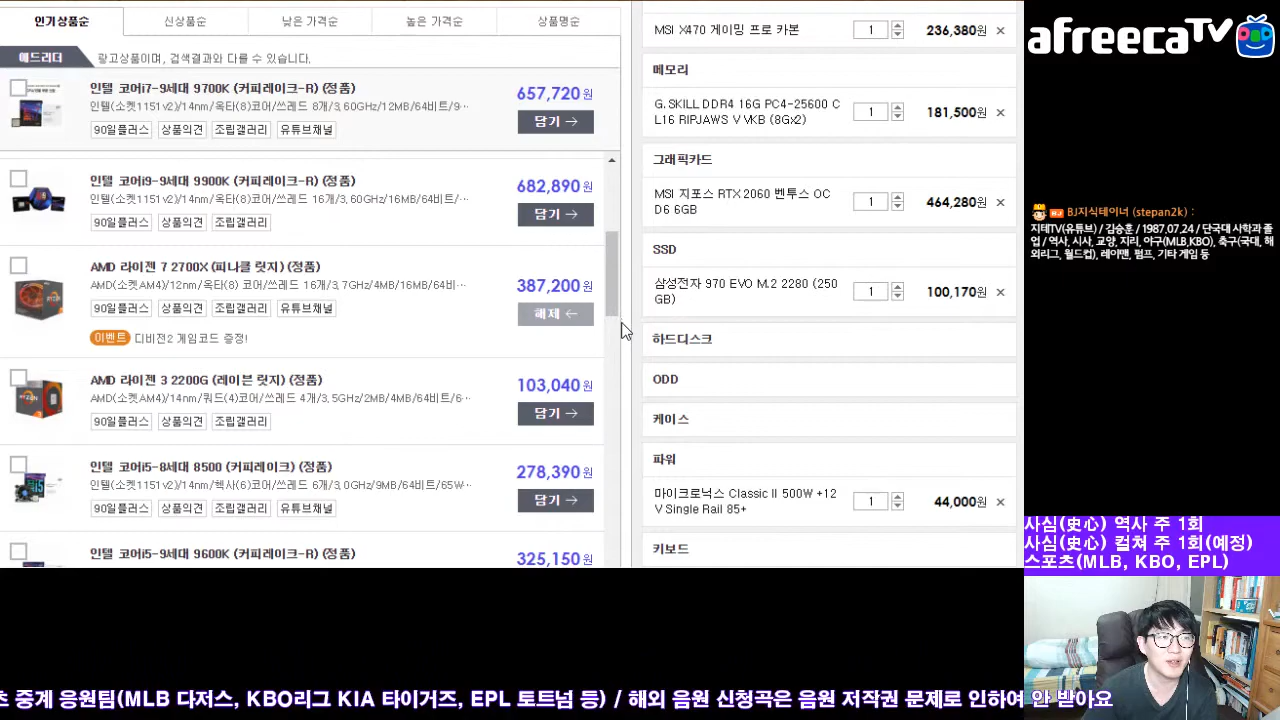 인기상품순
신상품순
낮은 가격순
높은 가격순
상품명순
애드리더
광고상품이며, 검색결과와 다를 수 있습니다.
인텔 코어i7-9세대 9700K (커피레이크-R) (정품)
인텔(소켓1151v2)/14nm/옥타(8)코어/쓰레드 8개/3.60GHz/12MB/64비트/9···
90일플러스
상품의견
조립갤러리
유튜브채널
657,720원
담기 →
인텔 코어i9-9세대 9900K (커피레이크-R) (정품)
인텔(소켓1151v2)/14nm/옥타(8)코어/쓰레드 16개/3.60GHz/16MB/64비트/···
90일플러스
상품의견
조립갤러리
682,890원
담기 →
AMD 라이젠 7 2700X (피나클 릿지) (정품)
AMD(소켓AM4)/12nm/옥타(8) 코어/쓰레드 16개/3.7GHz/4MB/16MB/64비···
90일플러스
상품의견
조립갤러리
유튜브채널
이벤트 디비전2 게임코드 증정!
387,200원
해제 ←
AMD 라이젠 3 2200G (레이븐 릿지) (정품)
AMD(소켓AM4)/14nm/쿼드(4)코어/쓰레드 4개/3.5GHz/2MB/4MB/64비트/6···
90일플러스
상품의견
조립갤러리
103,040원
담기 →
인텔 코어i5-8세대 8500 (커피레이크) (정품)
인텔(소켓1151v2)/14nm/헥사(6)코어/쓰레드 6개/3.0GHz/9MB/64비트/65W···
90일플러스
상품의견
조립갤러리
유튜브채널
278,390원
담기 →
인텔 코어i5-9세대 9600K (커피레이크-R) (정품)
325,150원
MSI X470 게이밍 프로 카본
1
236,380원 ×
메모리
G.SKILL DDR4 16G PC4-25600 C
L16 RIPJAWS V VKB (8Gx2)
1
181,500원 ×
그래픽카드
MSI 지포스 RTX 2060 벤투스 OC
D6 6GB
1
464,280원 ×
SSD
삼성전자 970 EVO M.2 2280 (250
GB)
1
100,170원 ×
하드디스크
ODD
케이스
파워
마이크로닉스 Classic II 500W +12
V Single Rail 85+
1
44,000원 ×
키보드
afreecaTV
BJ BJ지식테이너 (stepan2k) :
지테TV(유튜브) / 김승훈 / 1987.07.24 / 단국대 사학과 졸
업 / 역사, 시사, 교양, 지리, 야구(MLB,KBO), 축구(국대, 해
외리그, 월드컵), 레이맨, 펌프, 기타 게임 등
사심(史心) 역사 주 1회
사심(史心) 컬쳐 주 1회(예정)
스포츠(MLB, KBO, EPL)
츠 중계 응원팀(MLB 다저스, KBO리그 KIA 타이거즈, EPL 토트넘 등) / 해외 음원 신청곡은 음원 저작권 문제로 인하여 안 받아요